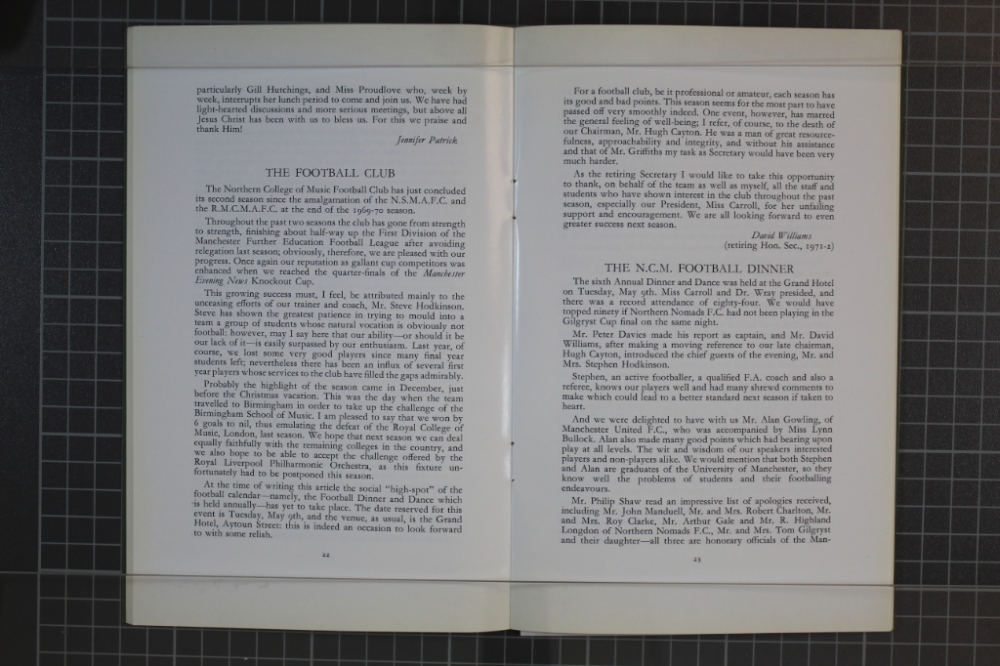 particularly Gill Hutchings, and Miss Proudlove who, week by
week, interrupts her lunch period to come and join us. We have had
light-hearted discussions and more serious meetings, but above all
Jesus Christ has been with us to bless us. For this we praise and
thank Him!
Jennifer Patrick
THE FOOTBALL CLUB
The Northern College of Music Football Club has just concluded
its second season since the amalgamation of the N.S.M.A.F.C. and
the R.M.C.M.A.F.C. at the end of the 1969-70 season.
Throughout the past two seasons the club has gone from strength
to strength, finishing about half-way up the First Division of the
Manchester Further Education Football League after avoiding
relegation last season; obviously, therefore, we are pleased with our
progress. Once again our reputation as gallant cup competitors was
enhanced when we reached the quarter-finals of the Manchester
Evening News Knockout Cup.
This growing success must, I feel, be attributed mainly to the
unceasing efforts of our trainer and coach, Mr. Steve Hodkinson.
Steve has shown the greatest patience in trying to mould into a
team a group of students whose natural vocation is obviously not
football: however, may I say here that our ability—or should it be
our lack of it—is easily surpassed by our enthusiasm. Last year, of
course, we lost some very good players since many final year
students left; nevertheless there has been an influx of several first
year players whose services to the club have filled the gaps admirably.
Probably the highlight of the season came in December, just
before the Christmas vacation. This was the day when the team
travelled to Birmingham in order to take up the challenge of the
Birmingham School of Music. I am pleased to say that we won by
6 goals to nil, thus emulating the defeat of the Royal College of
Music, London, last season. We hope that next season we can deal
equally faithfully with the remaining colleges in the country, and
we also hope to be able to accept the challenge offered by the
Royal Liverpool Philharmonic Orchestra, as this fixture un-
fortunately had to be postponed this season.
At the time of writing this article the social "high-spot" of the
football calendar—namely, the Football Dinner and Dance which
is held annually—has yet to take place. The date reserved for this
event is Tuesday, May 9th, and the venue, as usual, is the Grand
Hotel, Aytoun Street: this is indeed an occasion to look forward
to with some relish.
22
For a football club, be it professional or amateur, each season has
its good and bad points. This season seems for the most part to have
passed off very smoothly indeed. One event, however, has marred
the general feeling of well-being; I refer, of course, to the death of
our Chairman, Mr. Hugh Cayton. He was a man of great resource-
fulness, approachability and integrity, and without his assistance
and that of Mr. Griffiths my task as Secretary would have been very
much harder.
As the retiring Secretary I would like to take this opportunity
to thank, on behalf of the team as well as myself, all the staff and
students who have shown interest in the club throughout the past
season, especially our President, Miss Carroll, for her unfailing
support and encouragement. We are all looking forward to even
greater success next season.
David Williams
(retiring Hon. Sec., 1971-2)
THE N.C.M. FOOTBALL DINNER
The sixth Annual Dinner and Dance was held at the Grand Hotel
on Tuesday, May 9th. Miss Carroll and Dr. Wray presided, and
there was a record attendance of eighty-four. We would have
topped ninety if Northern Nomads F.C. had not been playing in the
Gilgryst Cup final on the same night.
Mr. Peter Davies made his report as captain, and Mr. David
Williams, after making a moving reference to our late chairman,
Hugh Cayton, introduced the chief guests of the evening, Mr. and
Mrs. Stephen Hodkinson.
Stephen, an active footballer, a qualified F.A. coach and also a
referee, knows our players well and had many shrewd comments to
make which could lead to a better standard next season if taken to
heart.
And we were delighted to have with us Mr. Alan Gowling, of
Manchester United F.C., who was accompanied by Miss Lynn
Bullock. Alan also made many good points which had bearing upon
play at all levels. The wit and wisdom of our speakers interested
players and non-players alike. We would mention that both Stephen
and Alan are graduates of the University of Manchester, so they
know well the problems of students and their footballing
endeavours.
Mr. Philip Shaw read an impressive list of apologies received,
including Mr. John Manduell, Mr. and Mrs. Robert Charlton, Mr.
and Mrs. Roy Clarke, Mr. Arthur Gale and Mr. R. Highland
Longdon of Northern Nomads F.C., Mr. and Mrs. Tom Gilgryst
and their daughter—all three are honorary officials of the Man-
23